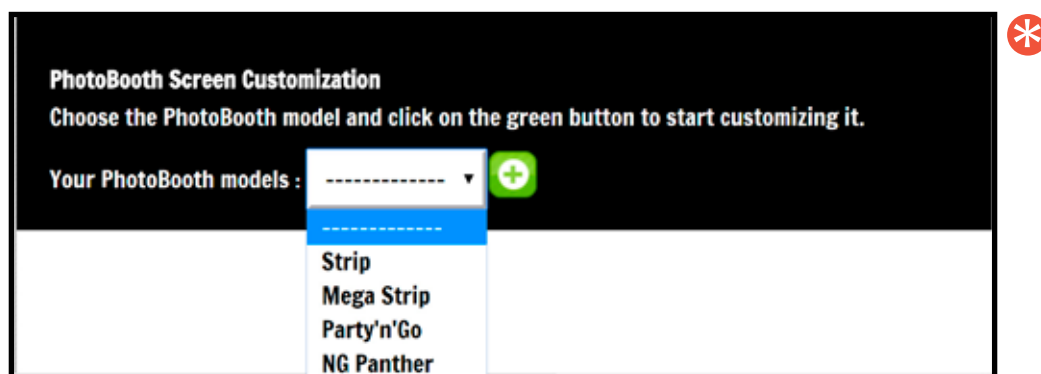 PhotoBooth Screen Customization
Choose the PhotoBooth model and click on the green button to start customizing it.
Your PhotoBooth models : -------------
-------------
Strip
Mega Strip
Party'n'Go
NG Panther